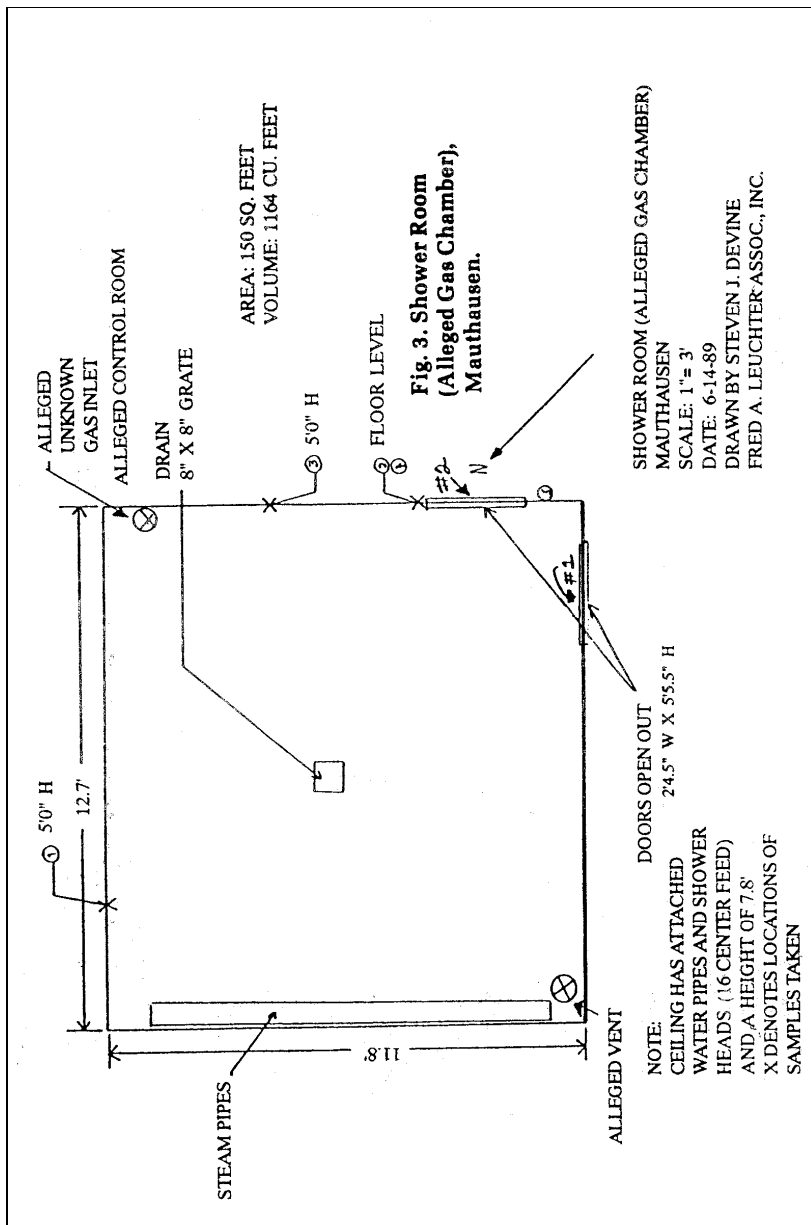 ALLEGED
UNKNOWN
GAS INLET
ALLEGED CONTROL ROOM
DRAIN
8" X 8" GRATE
① 5'0" H
12.7'
11.8'
STEAM PIPES
③ 5'0" H
② FLOOR LEVEL
④
#2
N
#1
AREA: 150 SQ. FEET
VOLUME: 1164 CU. FEET
Fig. 3. Shower Room
(Alleged Gas Chamber),
Mauthausen.
DOORS OPEN OUT
2'4.5" W X 5'5.5" H
ALLEGED VENT
NOTE:
CEILING HAS ATTACHED
WATER PIPES AND SHOWER
HEADS (16 CENTER FEED)
AND A HEIGHT OF 7.8'
X DENOTES LOCATIONS OF
SAMPLES TAKEN
SHOWER ROOM (ALLEGED GAS CHAMBER)
MAUTHAUSEN
SCALE: 1" = 3'
DATE: 6-14-89
DRAWN BY STEVEN J. DEVINE
FRED A. LEUCHTER ASSOC., INC.